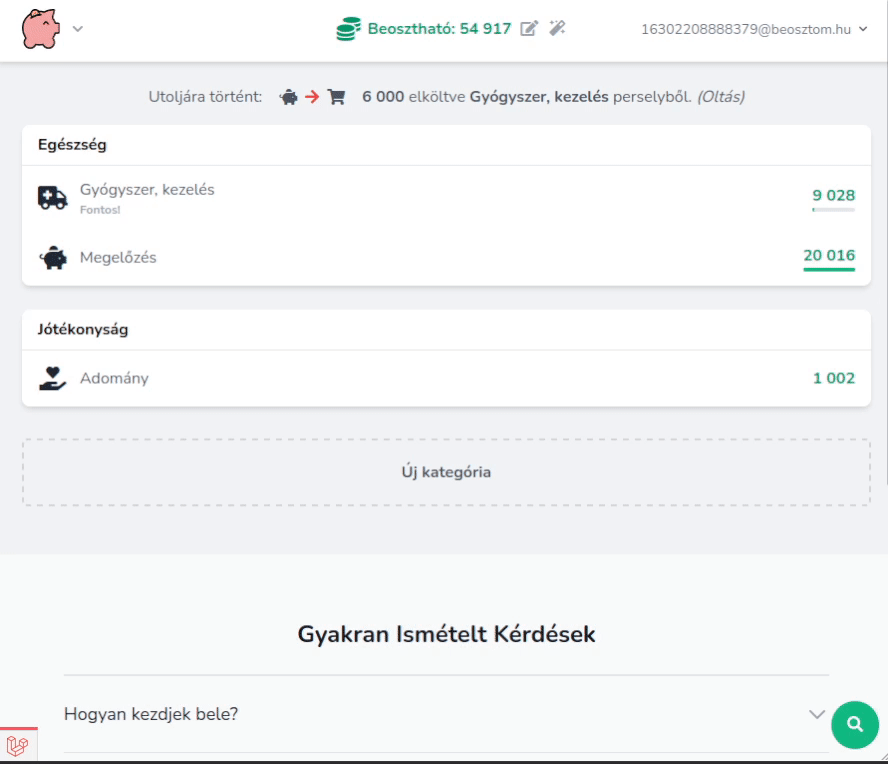 Beosztható: 54 917
16302208888379@beosztom.hu
Utoljára történt: 6 000 elköltve Gyógyszer, kezelés perselyből. (Oltás)
Egészség
Gyógyszer, kezelés 9 028
Fontos!
Megelőzés 20 016
Jótékonyság
Adomány 1 002
Új kategória
Gyakran Ismételt Kérdések
Hogyan kezdjek bele?